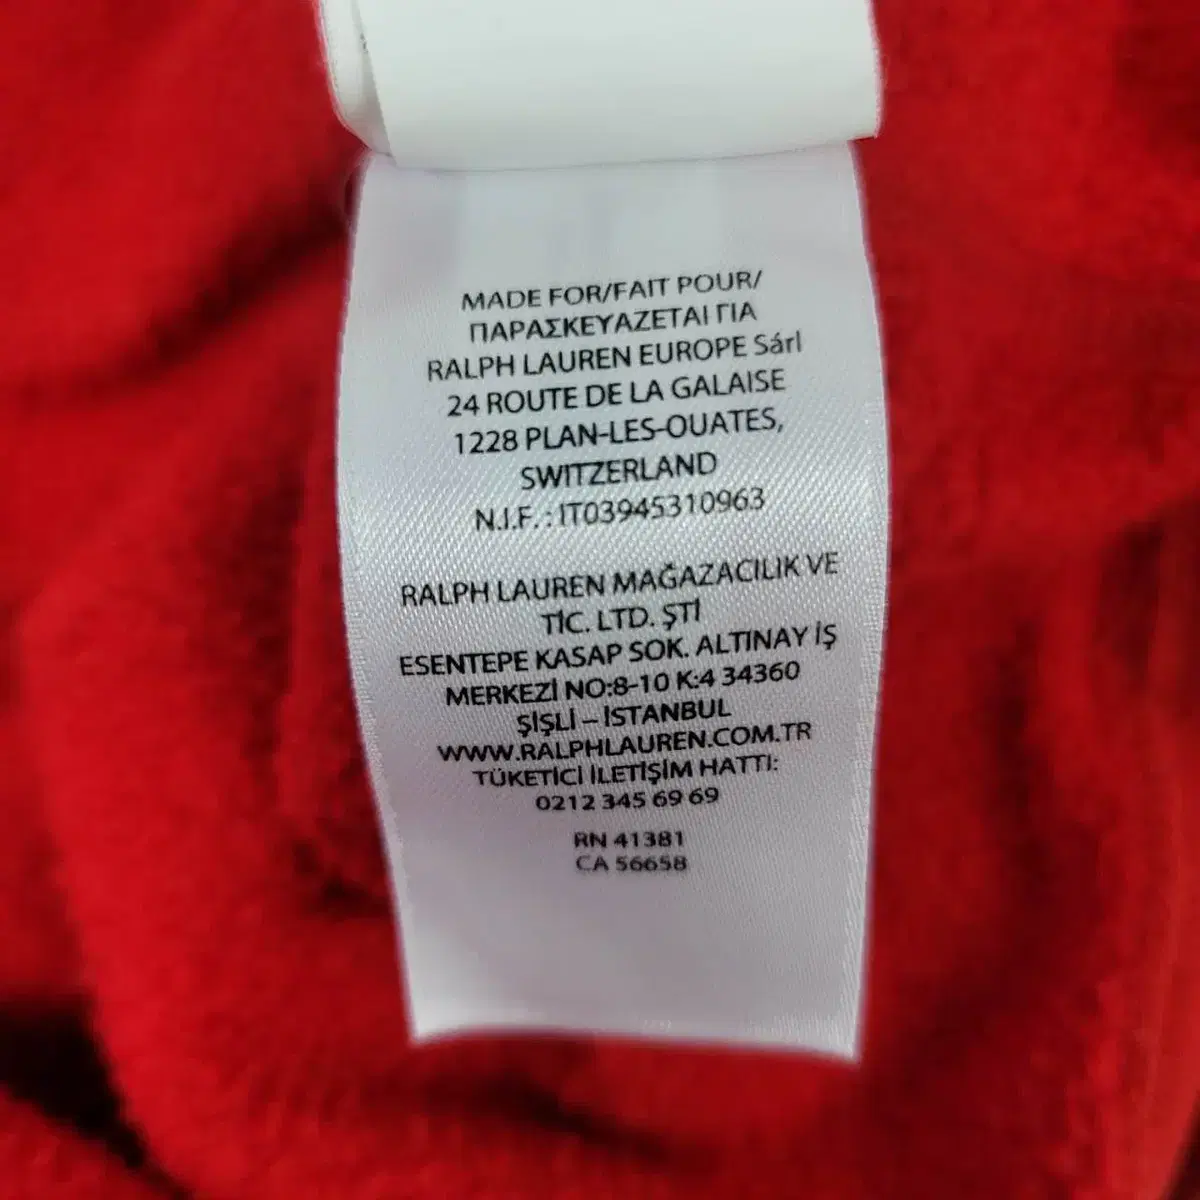 MADE FOR/FAIT POUR/
ΠΑΡΑΣΚΕΥΑΖΕΤΑΙ ΓΙΑ
RALPH LAUREN EUROPE Sárl
24 ROUTE DE LA GALAISE
1228 PLAN-LES-OUATES,
SWITZERLAND
N.I.F. : IT03945310963
RALPH LAUREN MAĞAZACILIK VE
TİC. LTD. ŞTİ
ESENTEPE KASAP SOK. ALTINAY İŞ
MERKEZİ NO:8-10 K:4 34360
ŞİŞLİ – İSTANBUL
WWW.RALPHLAUREN.COM.TR
TÜKETİCİ İLETİŞİM HATTI:
0212 345 69 69
RN 41381
CA 56658